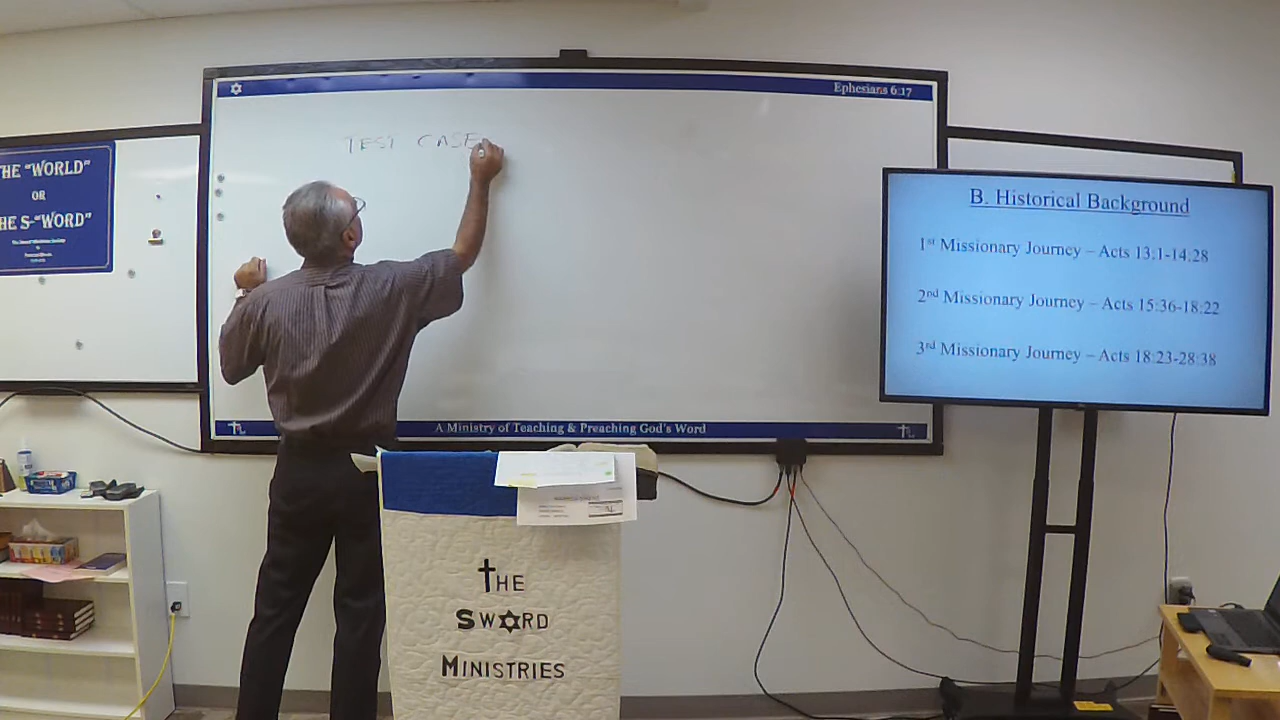 Ephesians 6:17
TEST CASE
THE "WORLD"
OR
THE S-"WORD"
B. Historical Background
1st Missionary Journey – Acts 13:1-14:28
2nd Missionary Journey – Acts 15:36-18:22
3rd Missionary Journey – Acts 18:23-28:38
A Ministry of Teaching & Preaching God's Word
THE
SWORD
MINISTRIES